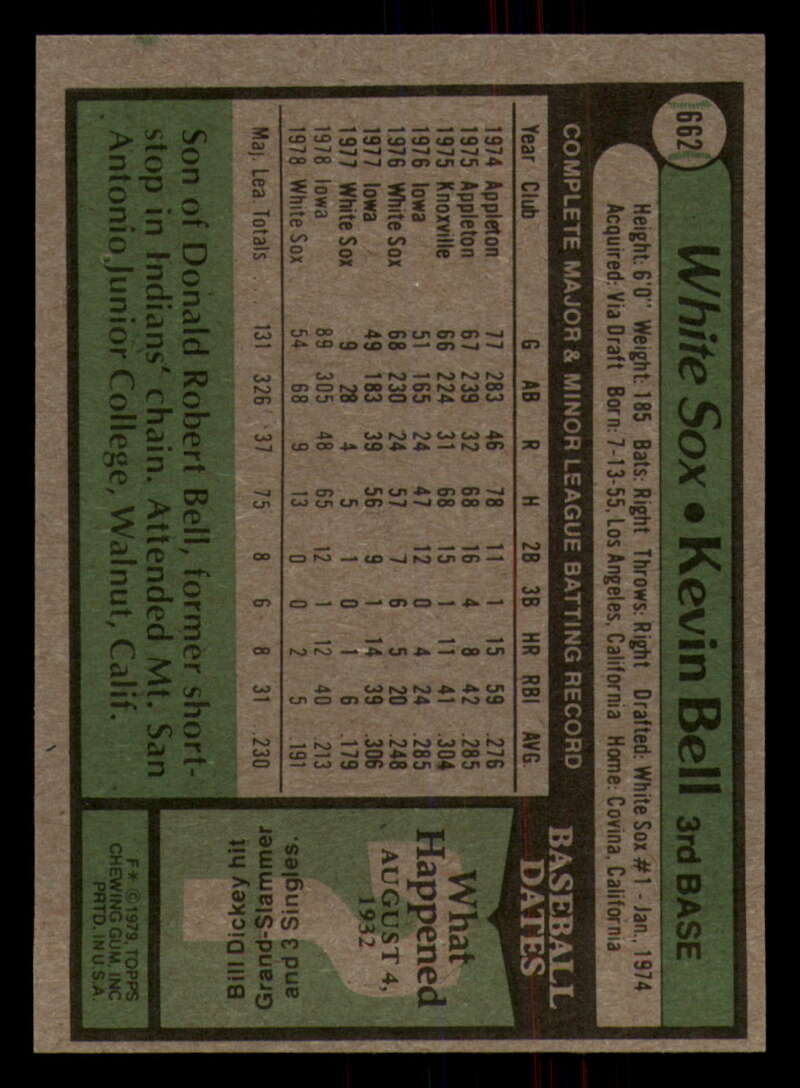 662
White Sox • Kevin Bell 3rd BASE
Height: 6'0" Weight: 185 Bats: Right Throws: Right Drafted: White Sox #1 - Jan., 1974
Acquired: Via Draft Born: 7-13-55, Los Angeles, California Home: Covina, California
COMPLETE MAJOR & MINOR LEAGUE BATTING RECORD
Year Club G AB R H 2B 3B HR RBI AVG.
1974 Appleton 77 283 46 78 11 1 15 59 .276
1975 Appleton 67 239 32 68 16 4 8 42 .285
1975 Knoxville 66 224 31 68 15 1 11 41 .304
1976 Iowa 51 165 24 47 12 0 4 24 .285
1976 White Sox 68 230 24 57 7 6 5 20 .248
1977 Iowa 49 183 39 56 9 1 14 39 .306
1977 White Sox 9 28 4 5 1 0 1 6 .179
1978 Iowa 89 305 48 65 12 1 12 40 .213
1978 White Sox 54 68 9 13 0 0 2 5 .191
Maj. Lea Totals . . 131 326 37 75 8 6 8 31 .230
Son of Donald Robert Bell, former short-
stop in Indians' chain. Attended Mt. San
Antonio Junior College, Walnut, Calif.
BASEBALL
DATES
What
Happened
AUGUST 4,
1932
Bill Dickey hit
Grand-Slammer
and 3 Singles.
F* © 1979 TOPPS
CHEWING GUM, INC
PRTD. IN U.S.A.